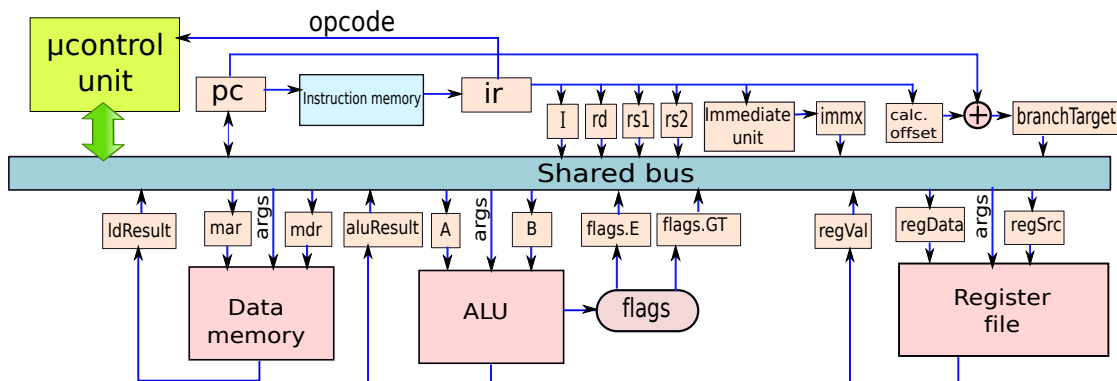 µcontrol
unit
opcode
pc
Instruction memory
ir
I
rd
rs1
rs2
Immediate
unit
immx
calc.
offset
+
branchTarget
Shared bus
ldResult
mar
args
mdr
aluResult
A
args
B
flags.E
flags.GT
regVal
regData
args
regSrc
Data
memory
ALU
flags
Register
file